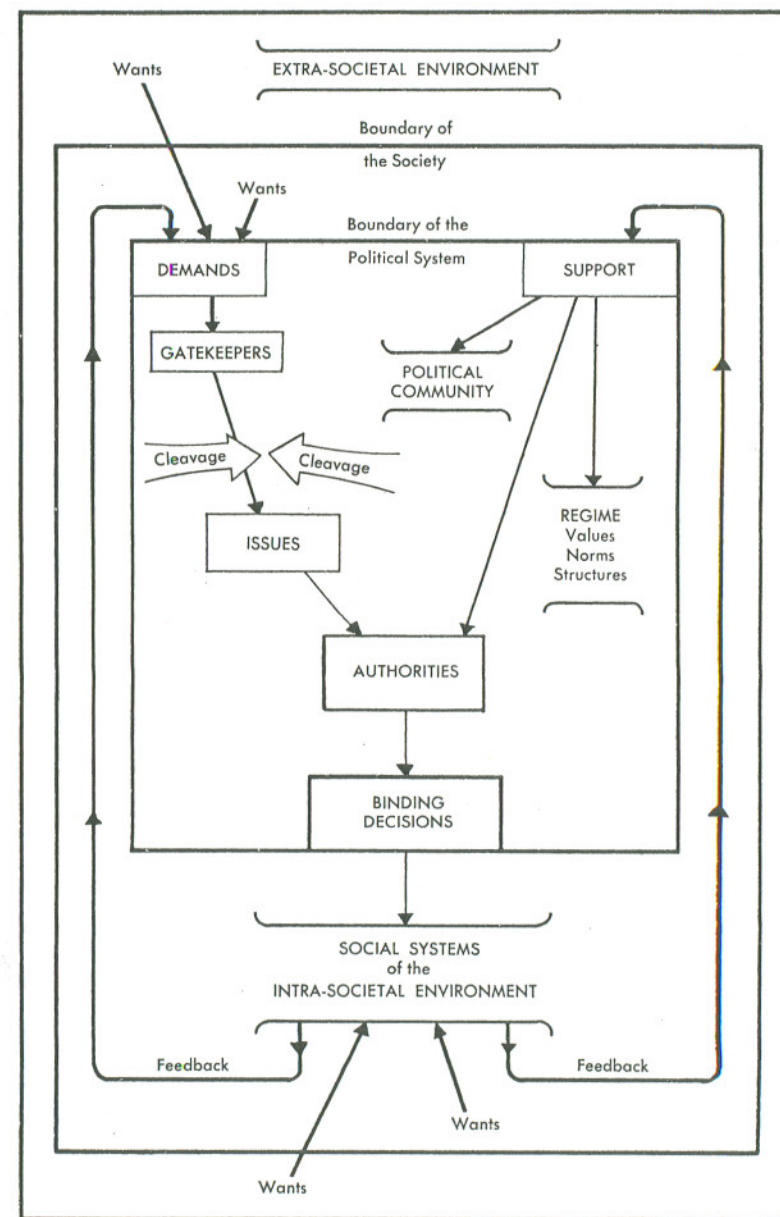 Wants
EXTRA-SOCIETAL ENVIRONMENT
Boundary of
the Society
Wants
Boundary of the
Political System
DEMANDS
SUPPORT
GATEKEEPERS
POLITICAL
COMMUNITY
Cleavage
Cleavage
ISSUES
REGIME
Values
Norms
Structures
AUTHORITIES
BINDING
DECISIONS
SOCIAL SYSTEMS
of the
INTRA-SOCIETAL ENVIRONMENT
Feedback
Feedback
Wants
Wants